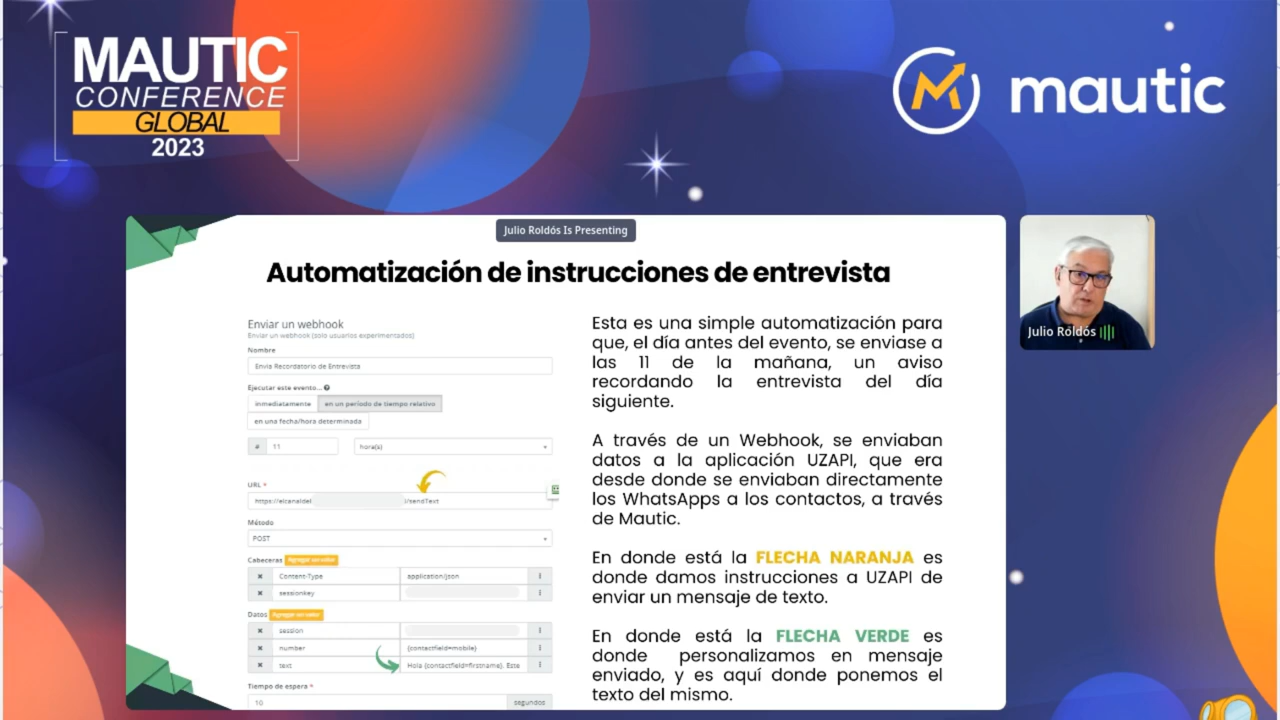 MAUTIC
CONFERENCE
GLOBAL
2023
mautic
Julio Roldós Is Presenting
Automatización de instrucciones de entrevista
Enviar un webhook
Enviar un webhook (solo usuarios experimentados)
Nombre
Envia Recordatorio de Entrevista
Ejecutar este evento...
inmediatamente
en un período de tiempo relativo
en una fecha/hora determinada
# 11
hora(s)
URL *
https://elcanaldel
/sendText
Método
POST
Cabeceras Agregar un valor
Content-Type application/json
sessionkey
Datos Agregar un valor
session
number {contactfield=mobile}
text Hola {contactfield=firstname}. Este
Tiempo de espera *
10 segundos
Esta es una simple automatización para
que, el día antes del evento, se enviase a
las 11 de la mañana, un aviso
recordando la entrevista del día
siguiente.
A través de un Webhook, se enviaban
datos a la aplicación UZAPI, que era
desde donde se enviaban directamente
los WhatsApps a los contactos, a través
de Mautic.
En donde está la FLECHA NARANJA es
donde damos instrucciones a UZAPI de
enviar un mensaje de texto.
En donde está la FLECHA VERDE es
donde personalizamos en mensaje
enviado, y es aquí donde ponemos el
texto del mismo.
Julio Roldós